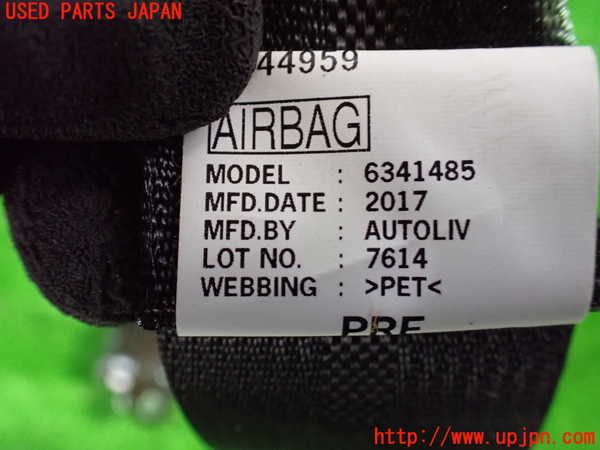 USED PARTS JAPAN
44959
AIRBAG
MODEL : 6341485
MFD.DATE : 2017
MFD.BY : AUTOLIV
LOT NO. : 7614
WEBBING : >PET<
http://www.upjpn.com/